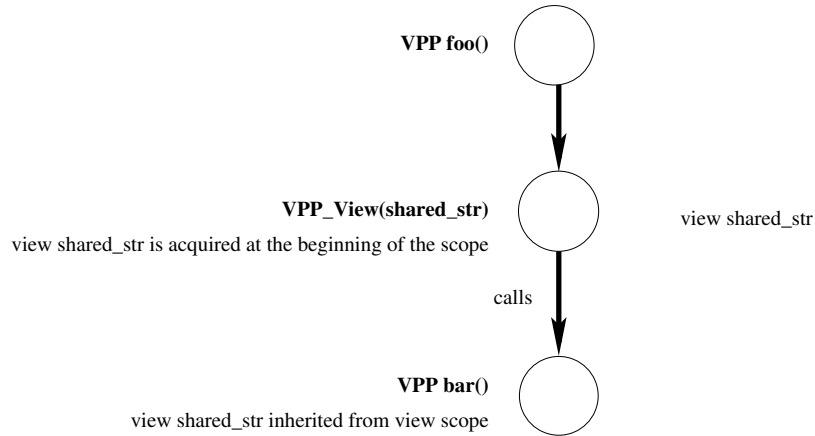 VPP foo()
VPP_View(shared_str)
view shared_str
view shared_str is acquired at the beginning of the scope
calls
VPP bar()
view shared_str inherited from view scope